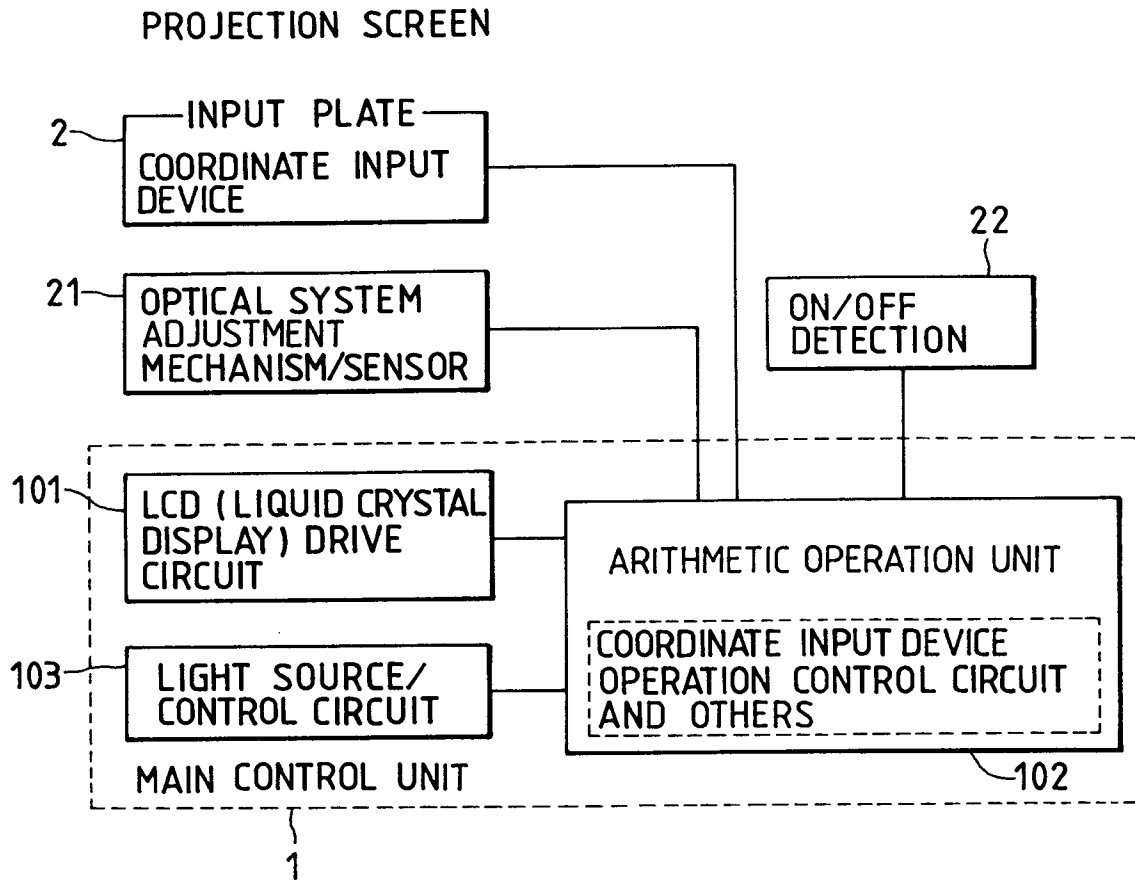 PROJECTION SCREEN
INPUT PLATE
2
COORDINATE INPUT
DEVICE
22
21
OPTICAL SYSTEM
ADJUSTMENT
MECHANISM/SENSOR
ON/OFF
DETECTION
101
LCD (LIQUID CRYSTAL
DISPLAY) DRIVE
CIRCUIT
ARITHMETIC OPERATION UNIT
COORDINATE INPUT DEVICE
OPERATION CONTROL CIRCUIT
AND OTHERS
103
LIGHT SOURCE/
CONTROL CIRCUIT
MAIN CONTROL UNIT
102
1